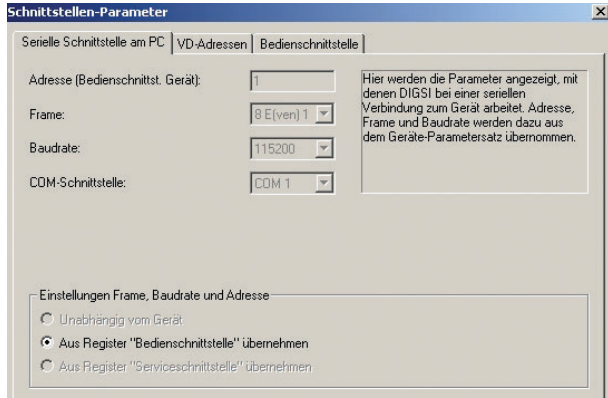 Schnittstellen-Parameter
Serielle Schnittstelle am PC
VD-Adressen
Bedienschnittstelle
Adresse (Bedienschnittst. Gerät):
1
Frame:
8 E(ven) 1
Baudrate:
115200
COM-Schnittstelle:
COM 1
Hier werden die Parameter angezeigt, mit
denen DIGSI bei einer seriellen
Verbindung zum Gerät arbeitet. Adresse,
Frame und Baudrate werden dazu aus
dem Geräte-Parametersatz übernommen.
Einstellungen Frame, Baudrate und Adresse
Unabhängig vom Gerät
Aus Register "Bedienschnittstelle" übernehmen
Aus Register "Serviceschnittstelle" übernehmen